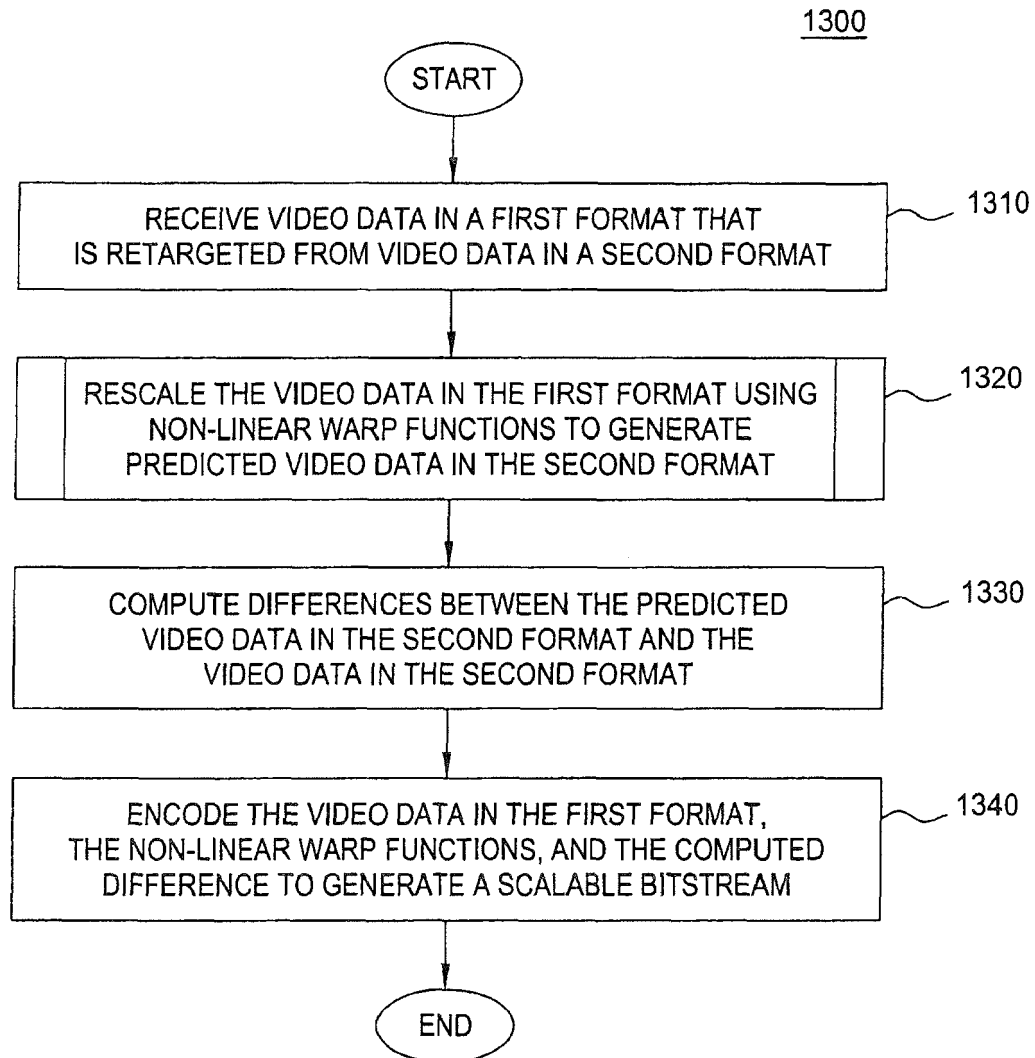 1300
START
RECEIVE VIDEO DATA IN A FIRST FORMAT THAT
IS RETARGETED FROM VIDEO DATA IN A SECOND FORMAT
1310
RESCALE THE VIDEO DATA IN THE FIRST FORMAT USING
NON-LINEAR WARP FUNCTIONS TO GENERATE
PREDICTED VIDEO DATA IN THE SECOND FORMAT
1320
COMPUTE DIFFERENCES BETWEEN THE PREDICTED
VIDEO DATA IN THE SECOND FORMAT AND THE
VIDEO DATA IN THE SECOND FORMAT
1330
ENCODE THE VIDEO DATA IN THE FIRST FORMAT,
THE NON-LINEAR WARP FUNCTIONS, AND THE COMPUTED
DIFFERENCE TO GENERATE A SCALABLE BITSTREAM
1340
END